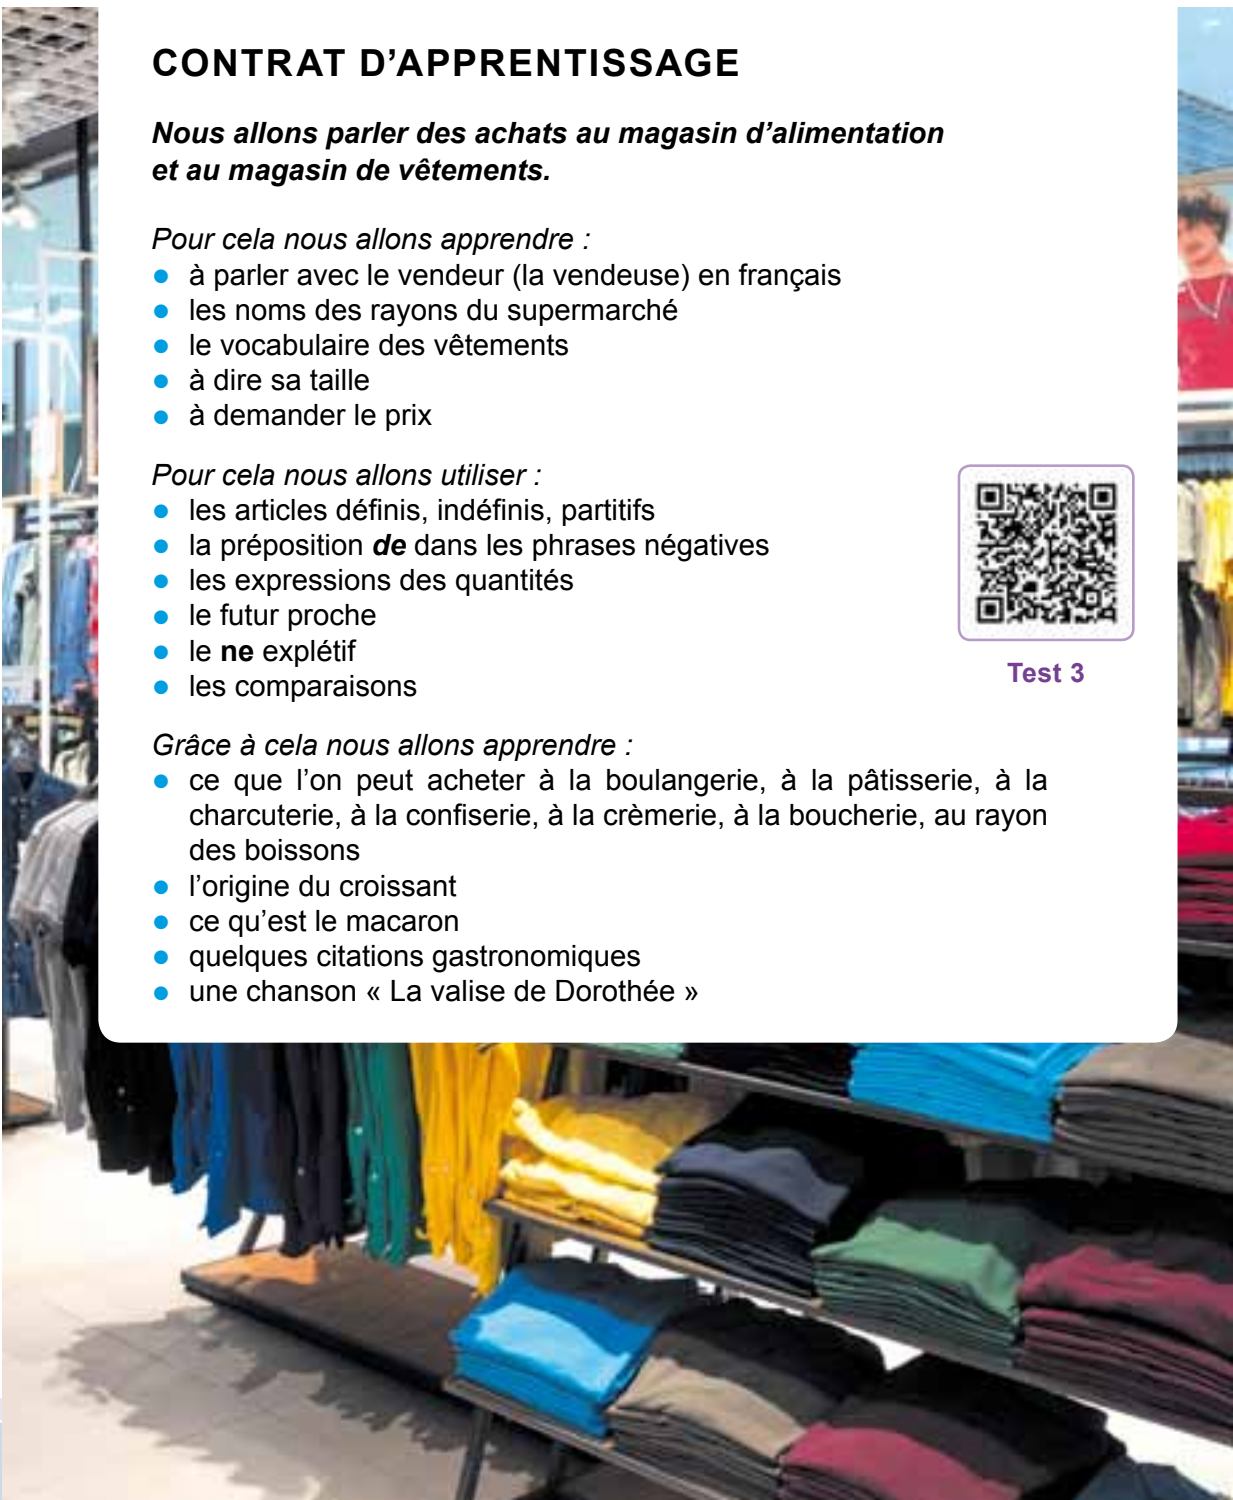 CONTRAT D'APPRENTISSAGE
Nous allons parler des achats au magasin d'alimentation
et au magasin de vêtements.
Pour cela nous allons apprendre :
● à parler avec le vendeur (la vendeuse) en français
● les noms des rayons du supermarché
● le vocabulaire des vêtements
● à dire sa taille
● à demander le prix
Pour cela nous allons utiliser :
● les articles définis, indéfinis, partitifs
● la préposition de dans les phrases négatives
● les expressions des quantités
● le futur proche
● le ne explétif
● les comparaisons
Test 3
Grâce à cela nous allons apprendre :
● ce que l'on peut acheter à la boulangerie, à la pâtisserie, à la
charcuterie, à la confiserie, à la crèmerie, à la boucherie, au rayon
des boissons
● l'origine du croissant
● ce qu'est le macaron
● quelques citations gastronomiques
● une chanson « La valise de Dorothée »